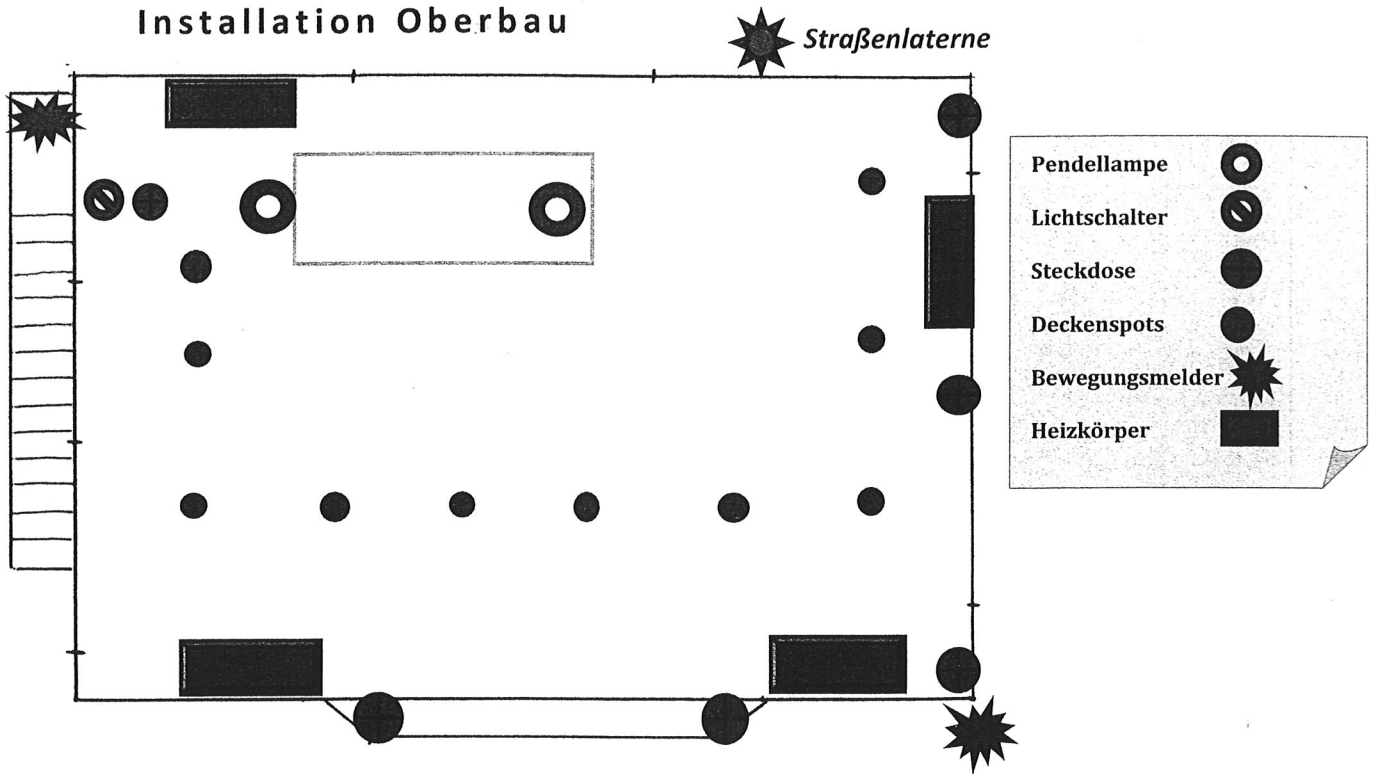 Installation Oberbau
Straßenlaterne
Pendellampe
Lichtschalter
Steckdose
Deckenspots
Bewegungsmelder
Heizkörper